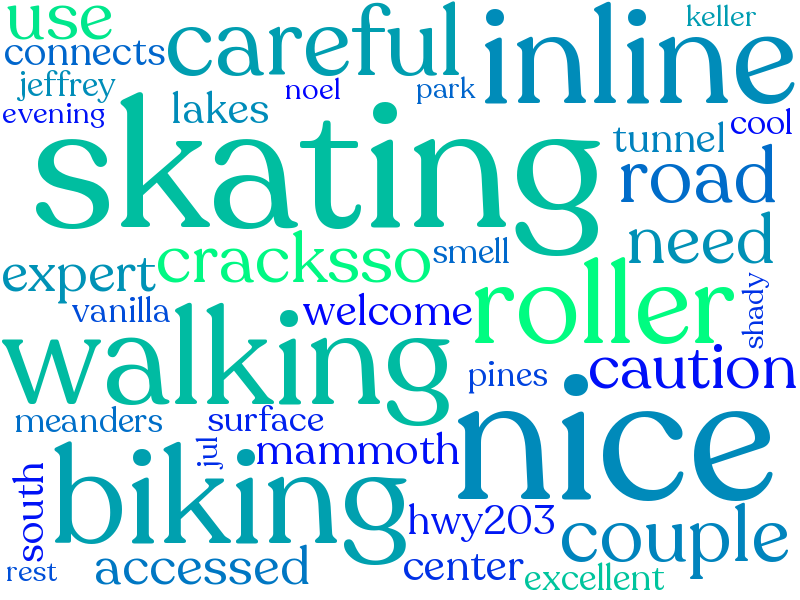 use
careful
inline
keller
connects
jeffrey
noel
park
evening
lakes
cool
skating
tunnel
road
cracksso
smell
need
expert
vanilla
welcome
roller
shady
walking
pines
caution
meanders
surface
nice
jul
mammoth
biking
south
hwy203
couple
rest
accessed
center
excellent